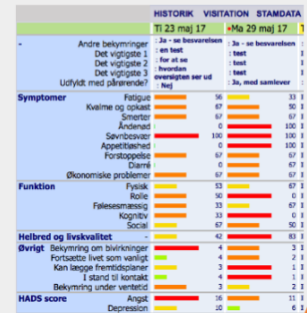 HISTORIK VISITATION STAMDATA
Ti 23 maj 17 Ma 29 maj 17
- Andre bekymringer : Ja - se besvarelsen : Ja - se besvarelsen
Det vigtigste 1 : en test : test
Det vigtigste 2 : for at se : test
Det vigtigste 3 : hvordan oversigten ser ud : test
Udfyldt med pårørende? : Nej : Ja, med samlever
Symptomer Fatigue 56 33
Kvalme og opkast 67 50
Smerter 67 67
Åndenød 0 100
Søvnbesvær 100 100
Appetitløshed 0 100
Forstoppelse 67 67
Diarré 0 67
Økonomiske problemer 67 67
Funktion Fysisk 53 67
Rolle 50 0
Følelsesmæssig 33 67
Kognitiv 33 0
Social 67 50
Helbred og livskvalitet - 42 83
Øvrigt Bekymring om bivirkninger 4 3
Fortsætte livet som vanligt 4 2
Kan lægge fremtidsplaner 3 1
I stand til kontakt 4 1
Bekymring under ventetid 3 2
HADS score Angst 16 11
Depression 10 6